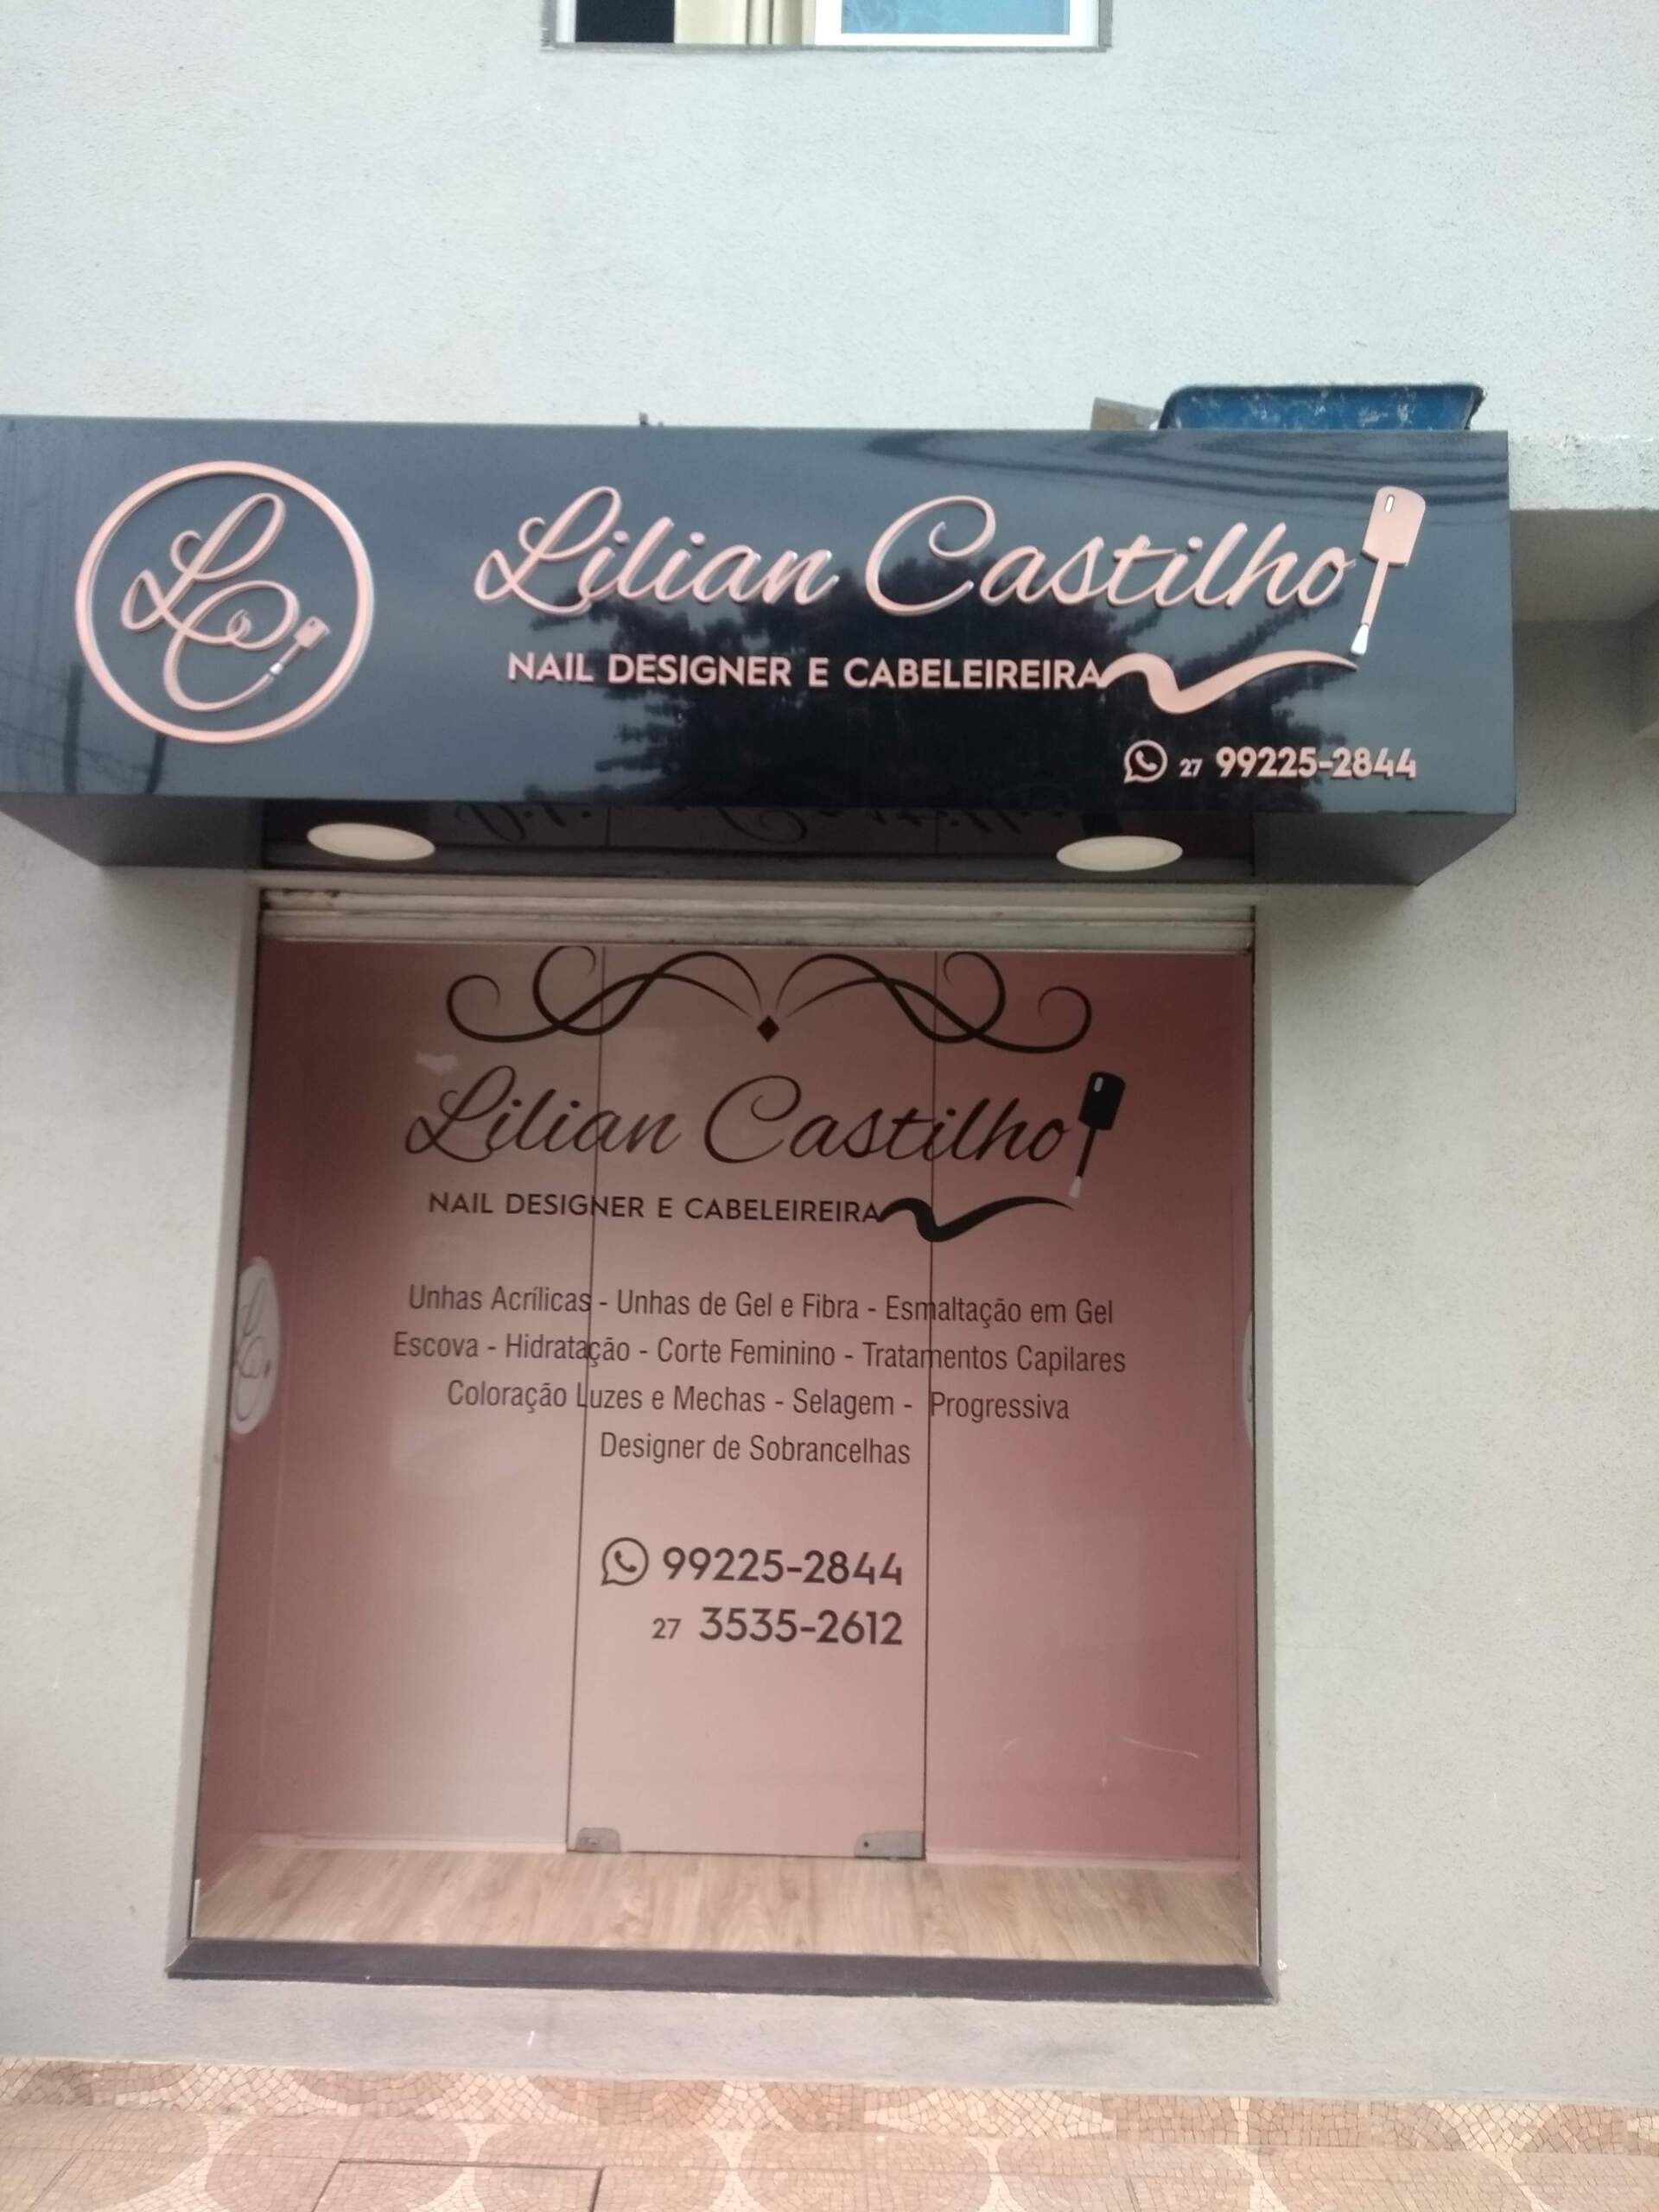 LC
Lilian Castilho
NAIL DESIGNER E CABELEIREIRA
27 99225-2844
Lilian Castilho
NAIL DESIGNER E CABELEIREIRA
Unhas Acrílicas - Unhas de Gel e Fibra - Esmaltação em Gel
Escova - Hidratação - Corte Feminino - Tratamentos Capilares
Coloração Luzes e Mechas - Selagem - Progressiva
Designer de Sobrancelhas
99225-2844
27 3535-2612
LC